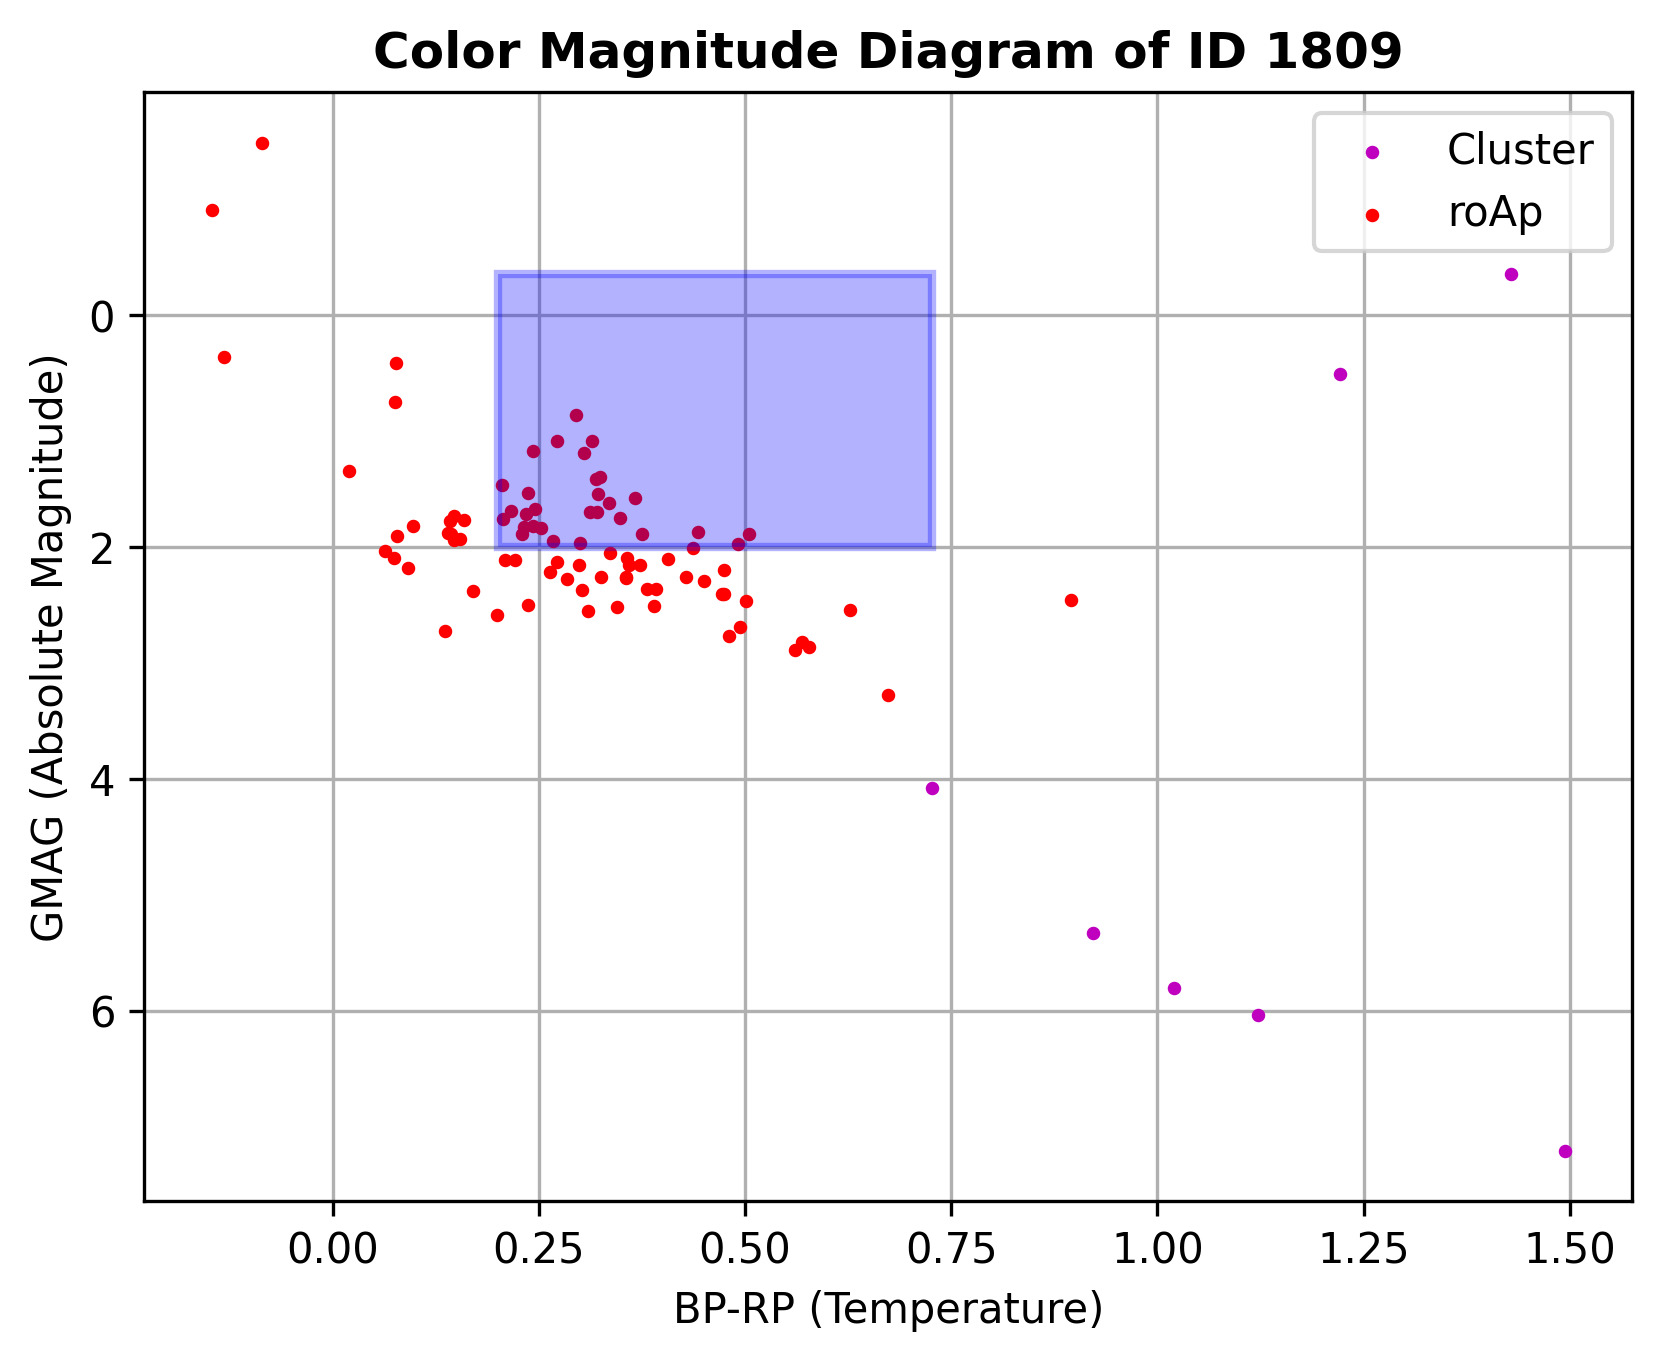 Color Magnitude Diagram of ID 1809
Cluster
roAp
GMAG (Absolute Magnitude)
0
2
4
6
0.00 0.25 0.50 0.75 1.00 1.25 1.50
BP-RP (Temperature)